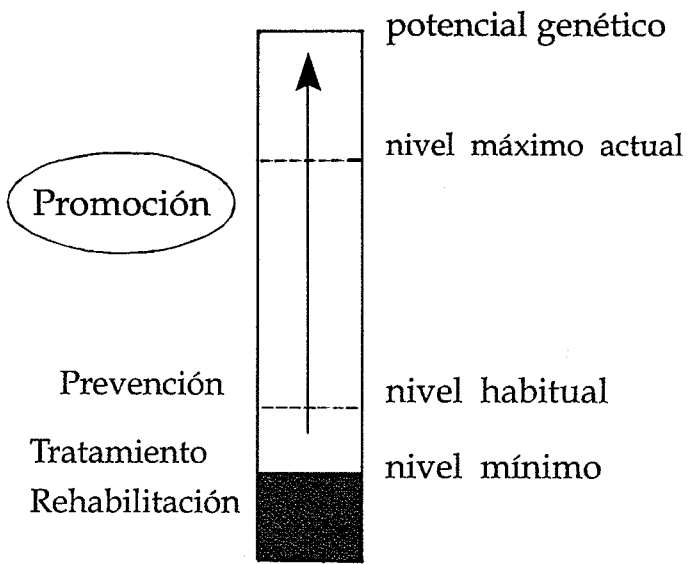 potencial genético
nivel máximo actual
Promoción
Prevención
nivel habitual
Tratamiento
nivel mínimo
Rehabilitación